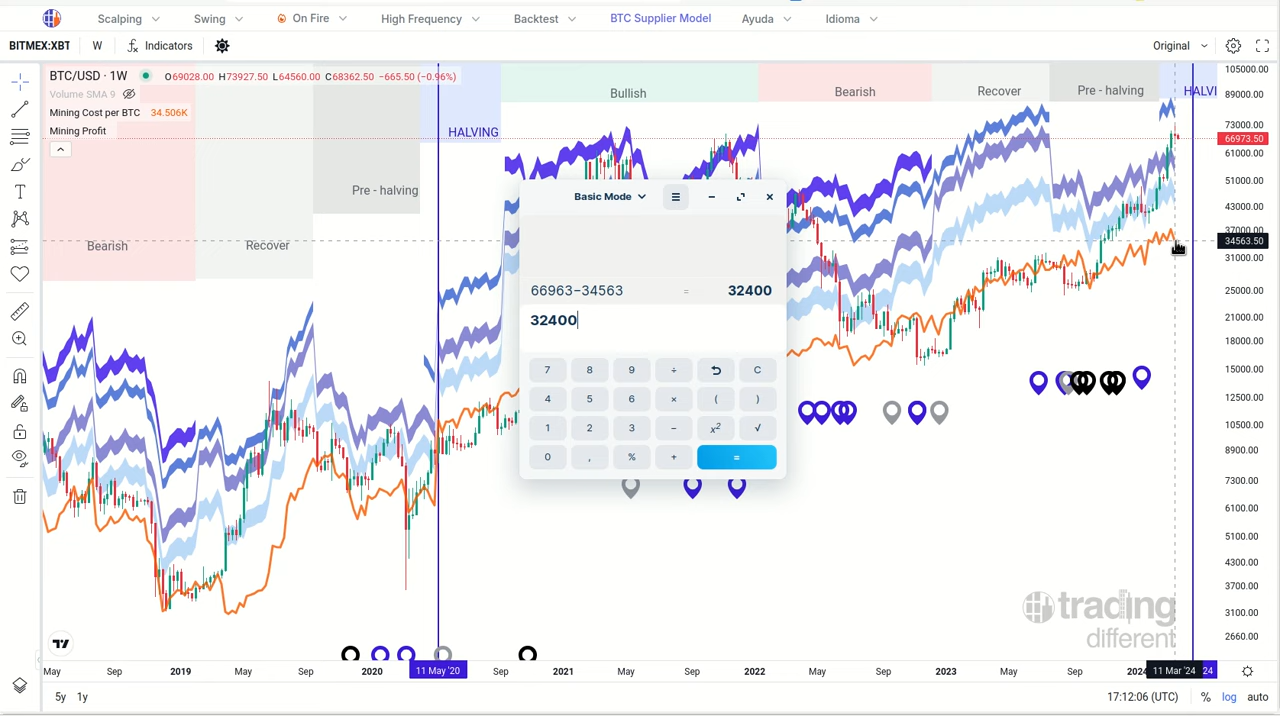 Scalping Swing On Fire High Frequency Backtest BTC Supplier Model Ayuda Idioma
BITMEX:XBT W Indicators Original
BTC/USD · 1W O69028.00 H73927.50 L64560.00 C68362.50 −665.50 (−0.96%)
Volume SMA 9
Mining Cost per BTC 34.506K
Mining Profit
Bearish
Recover
Pre - halving
HALVING
Bullish
Bearish
Recover
Pre - halving
HALVI
105000.00
89000.00
73000.00
66973.50
61000.00
51000.00
43000.00
37000.00
34563.50
31000.00
25000.00
21000.00
18000.00
15000.00
12500.00
10500.00
8900.00
7300.00
6100.00
5100.00
4300.00
3700.00
3100.00
2660.00
Basic Mode
66963−34563 = 32400
32400
7 8 9 ÷ C
4 5 6 × ( )
1 2 3 − x² √
0 , % + =
trading
different
May Sep 2019 May Sep 2020 11 May '20 Sep 2021 May Sep 2022 May Sep 2023 May Sep 2024 11 Mar '24 24
5y 1y 17:12:06 (UTC) % log auto